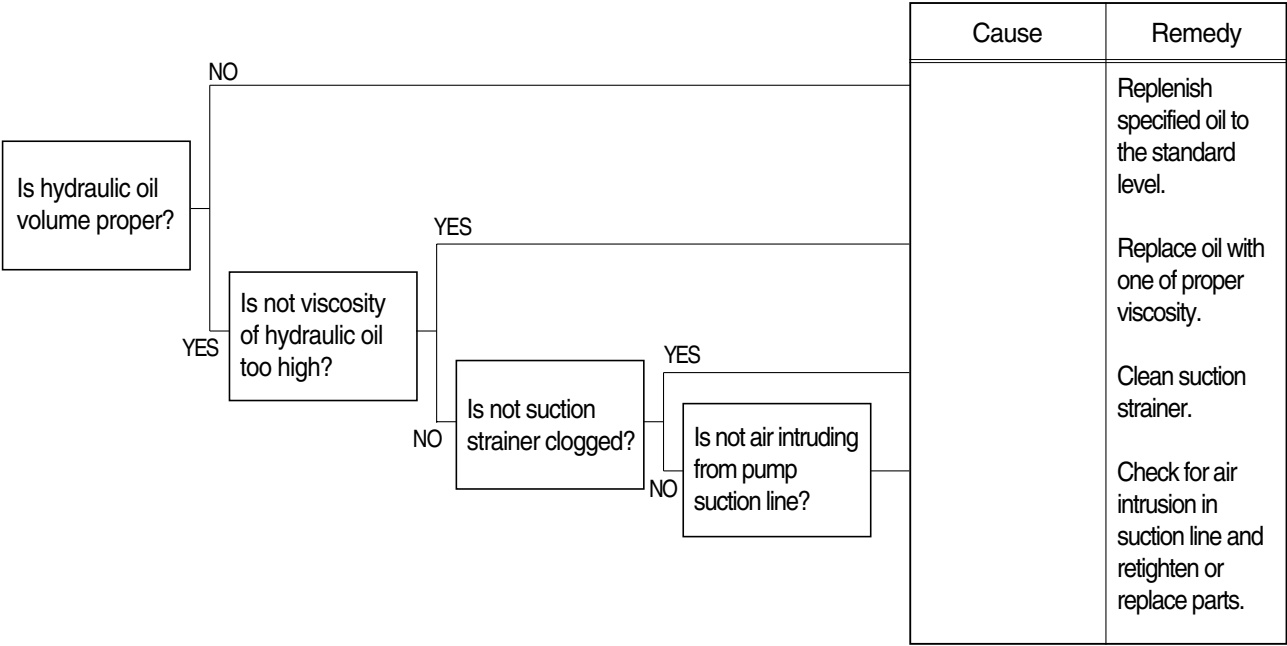 Cause
Remedy
NO
Replenish
specified oil to
the standard
level.
Is hydraulic oil
volume proper?
YES
Replace oil with
one of proper
viscosity.
Is not viscosity
of hydraulic oil
too high?
YES
YES
Clean suction
strainer.
Is not suction
strainer clogged?
NO
Is not air intruding
from pump
suction line?
NO
Check for air
intrusion in
suction line and
retighten or
replace parts.